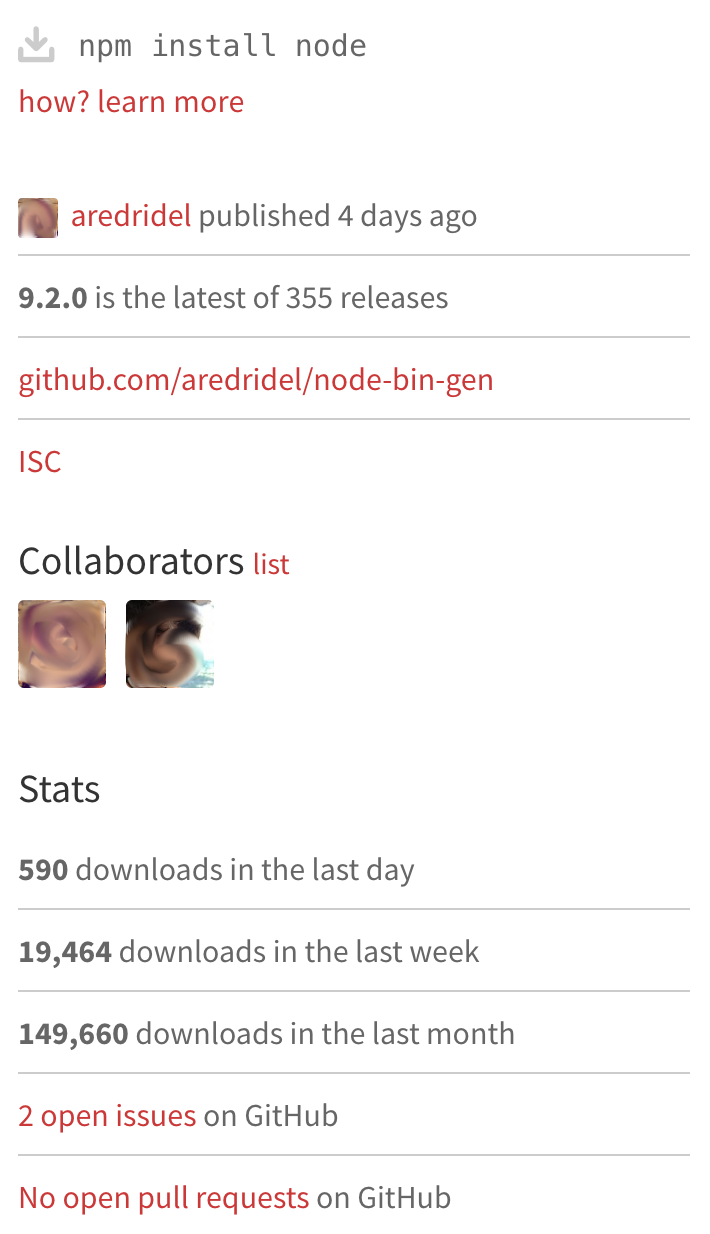 npm install node
how? learn more
aredridel published 4 days ago
9.2.0 is the latest of 355 releases
github.com/aredridel/node-bin-gen
ISC
Collaborators list
Stats
590 downloads in the last day
19,464 downloads in the last week
149,660 downloads in the last month
2 open issues on GitHub
No open pull requests on GitHub